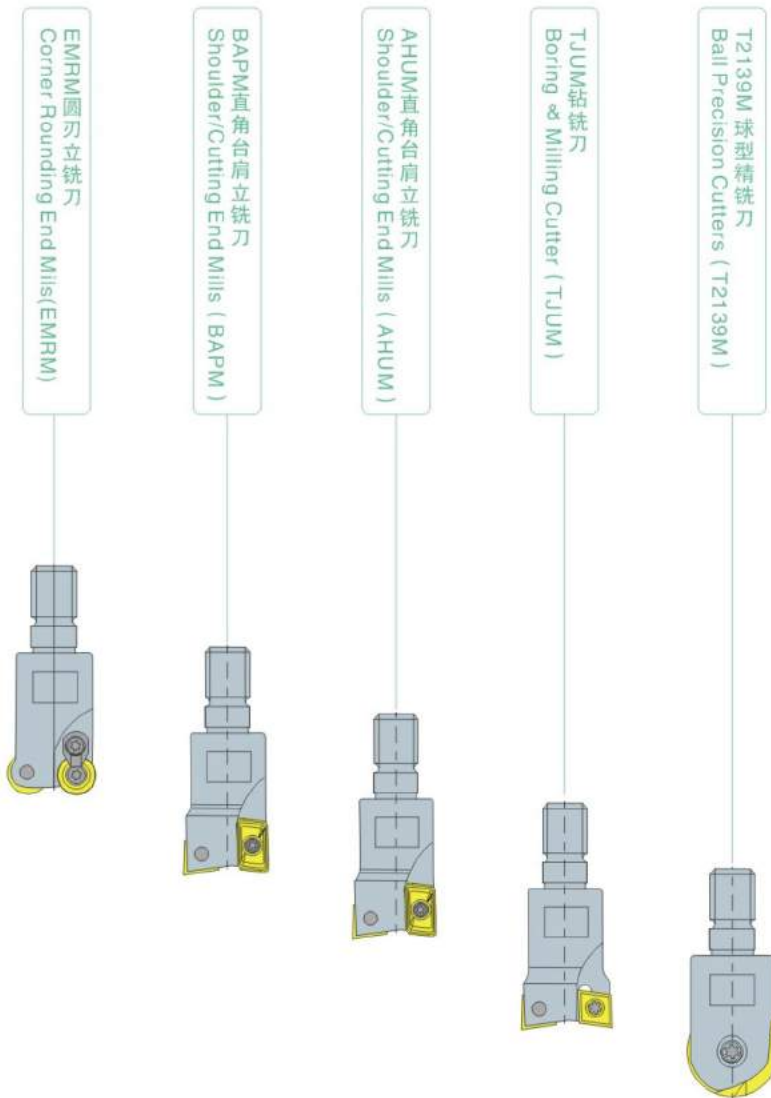 EMRM圆刃立铣刀
Corner Rounding End Mils(EMRM)
BAPM直角台肩立铣刀
Shoulder/Cutting End Mills ( BAPM )
AHUM直角台肩立铣刀
Shoulder/Cutting End Mills ( AHUM )
TJUM钻铣刀
Boring & Milling Cutter ( TJUM )
T2139M 球型精铣刀
Ball Precision Cutters ( T2139M )